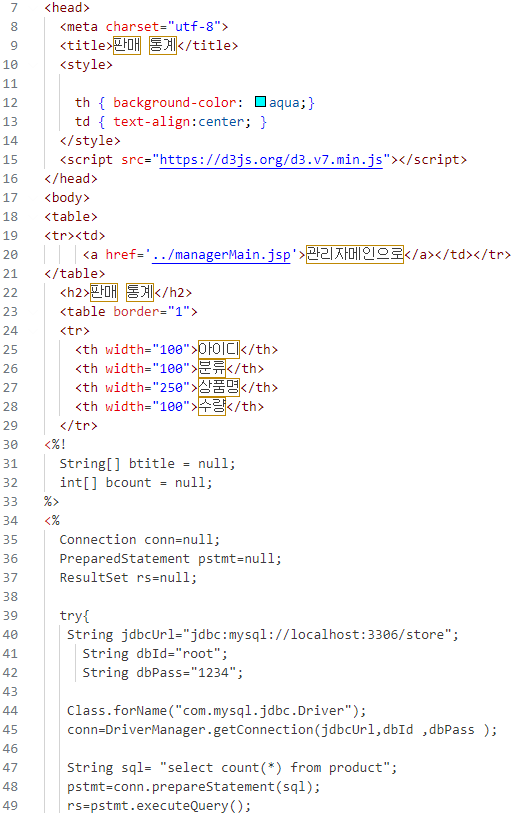 7 <head>
8 <meta charset="utf-8">
9 <title>판매 통계</title>
10 <style>
11
12 th { background-color: aqua;}
13 td { text-align:center; }
14 </style>
15 <script src="https://d3js.org/d3.v7.min.js"></script>
16 </head>
17 <body>
18 <table>
19 <tr><td>
20 <a href='../managerMain.jsp'>관리자메인으로</a></td></tr>
21 </table>
22 <h2>판매 통계</h2>
23 <table border="1">
24 <tr>
25 <th width="100">아이디</th>
26 <th width="100">분류</th>
27 <th width="250">상품명</th>
28 <th width="100">수량</th>
29 </tr>
30 <%!
31 String[] btitle = null;
32 int[] bcount = null;
33 %>
34 <%
35 Connection conn=null;
36 PreparedStatement pstmt=null;
37 ResultSet rs=null;
38
39 try{
40 String jdbcUrl="jdbc:mysql://localhost:3306/store";
41 String dbId="root";
42 String dbPass="1234";
43
44 Class.forName("com.mysql.jdbc.Driver");
45 conn=DriverManager.getConnection(jdbcUrl,dbId ,dbPass );
46
47 String sql= "select count(*) from product";
48 pstmt=conn.prepareStatement(sql);
49 rs=pstmt.executeQuery();